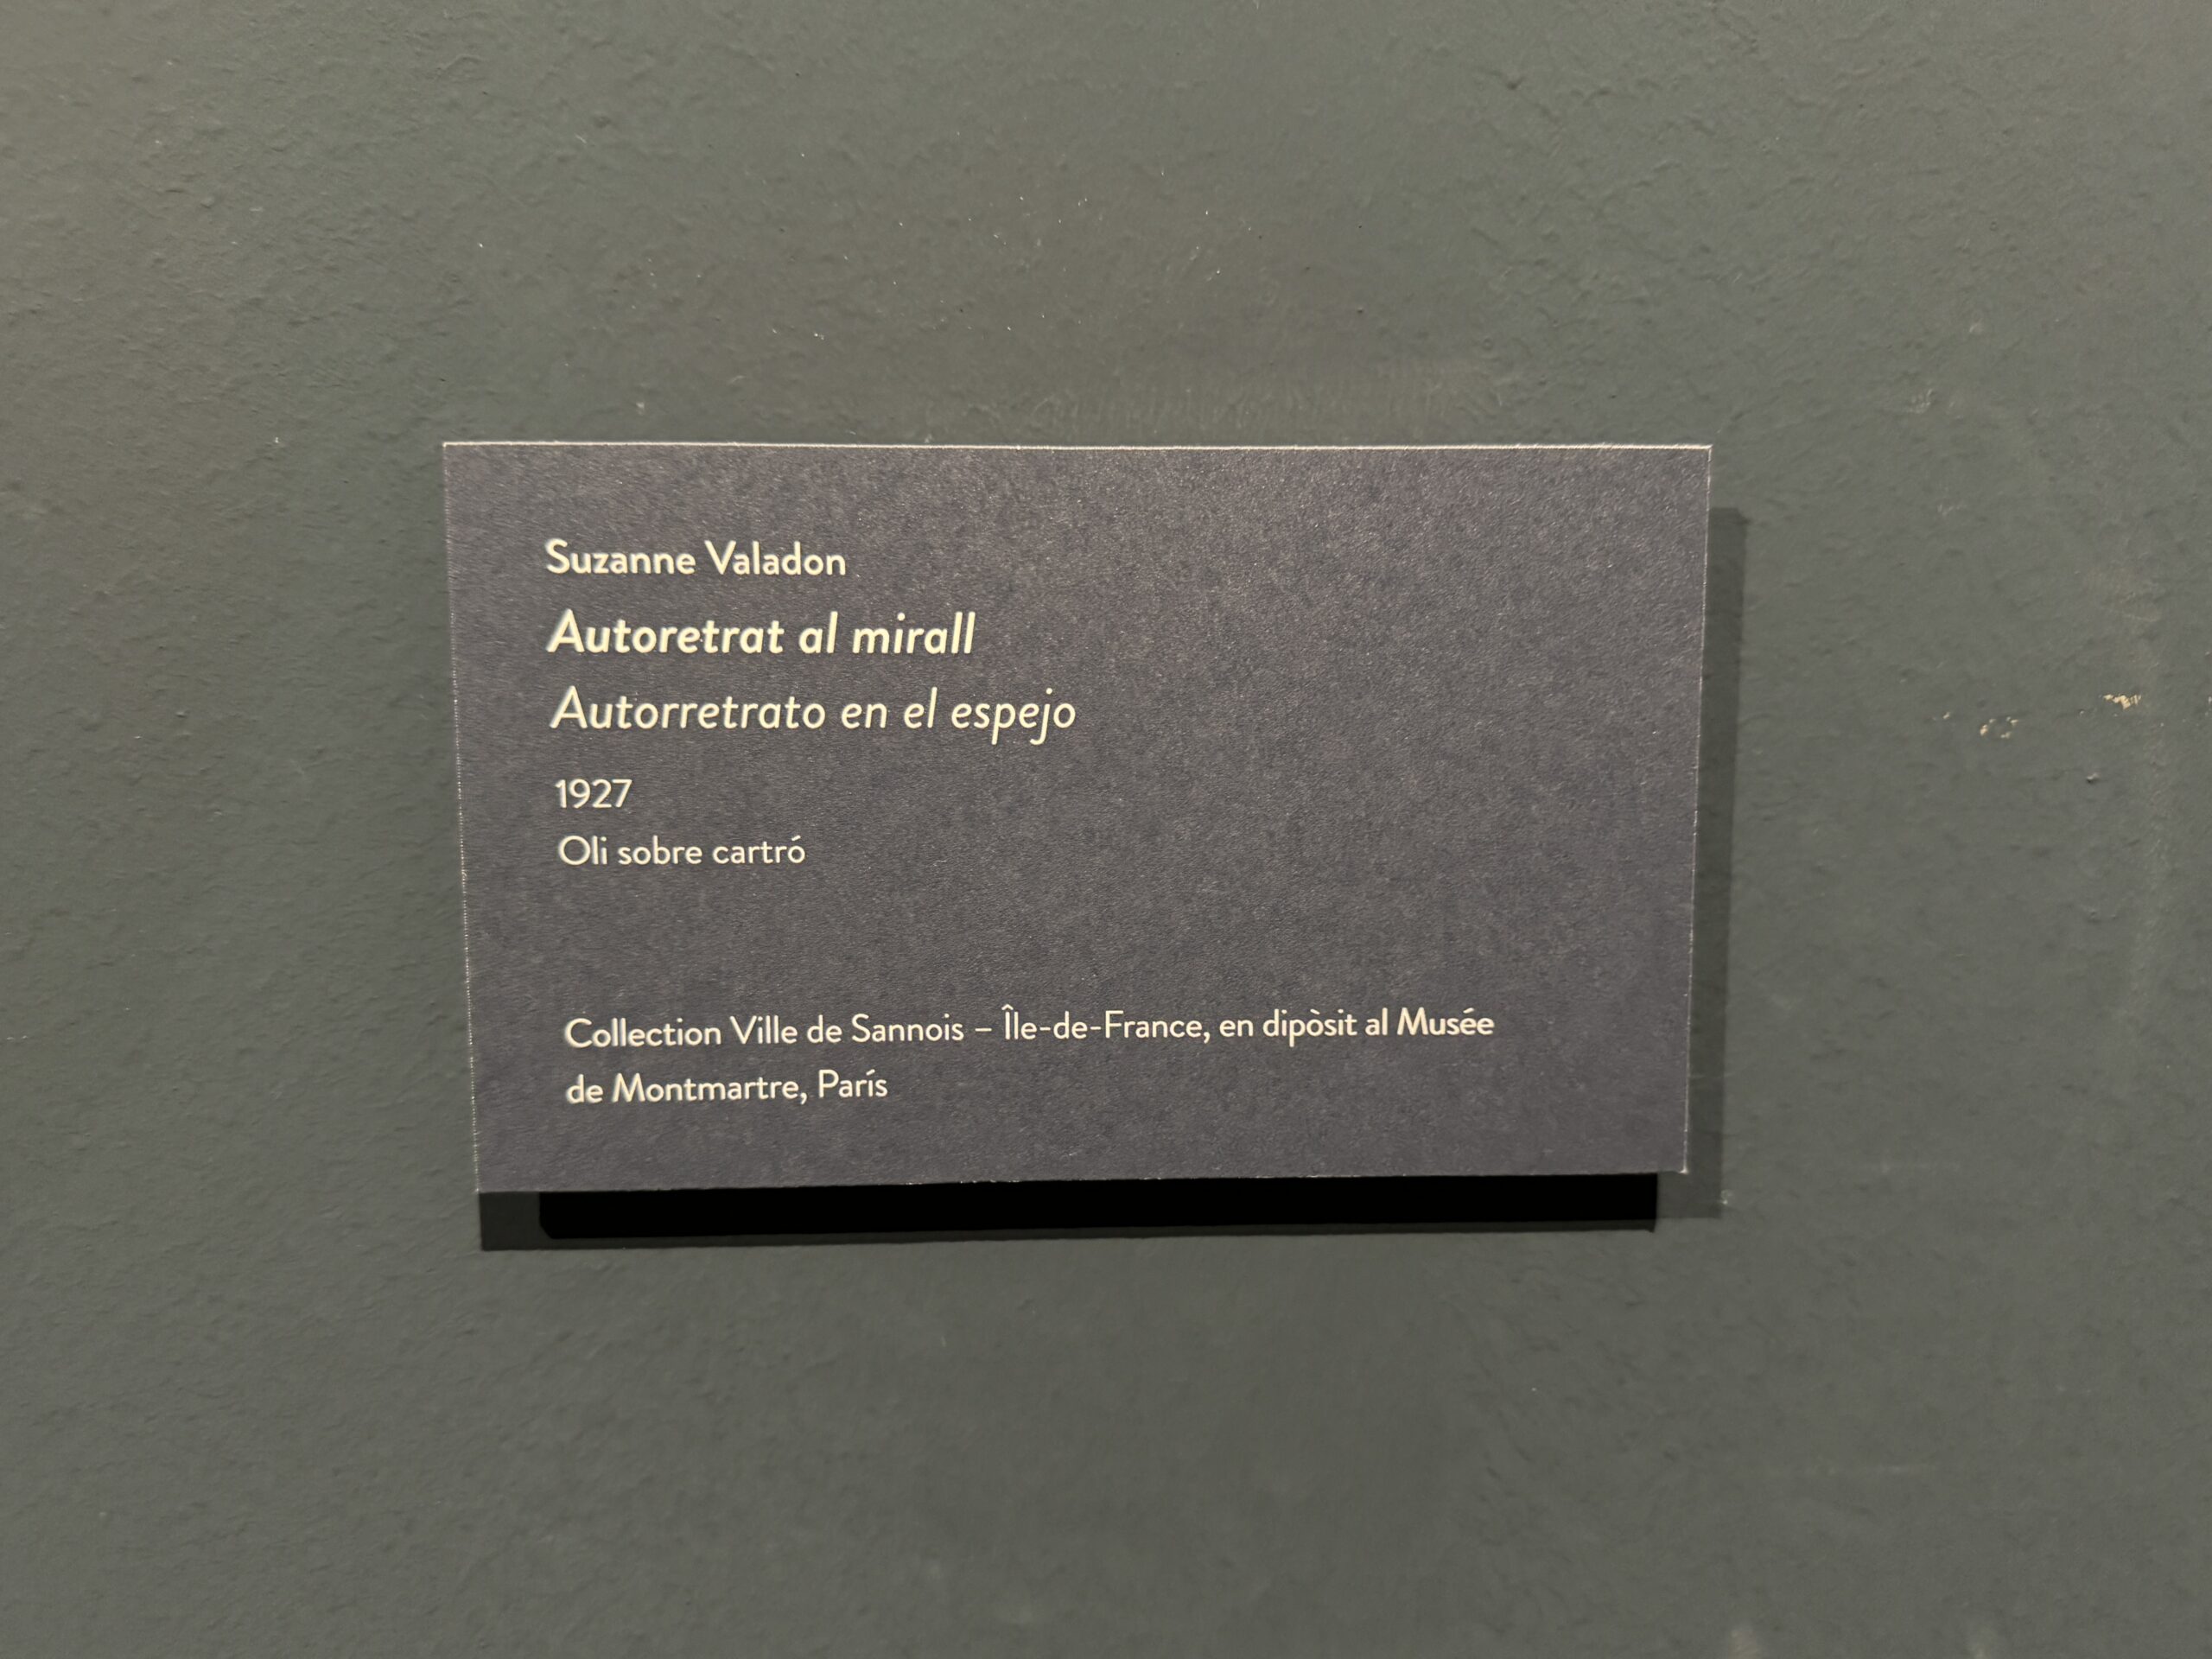 Suzanne Valadon
Autoretrat al mirall
Autorretrato en el espejo
1927
Oli sobre cartró
Collection Ville de Sannois – Île-de-France, en dipòsit al Musée
de Montmartre, París